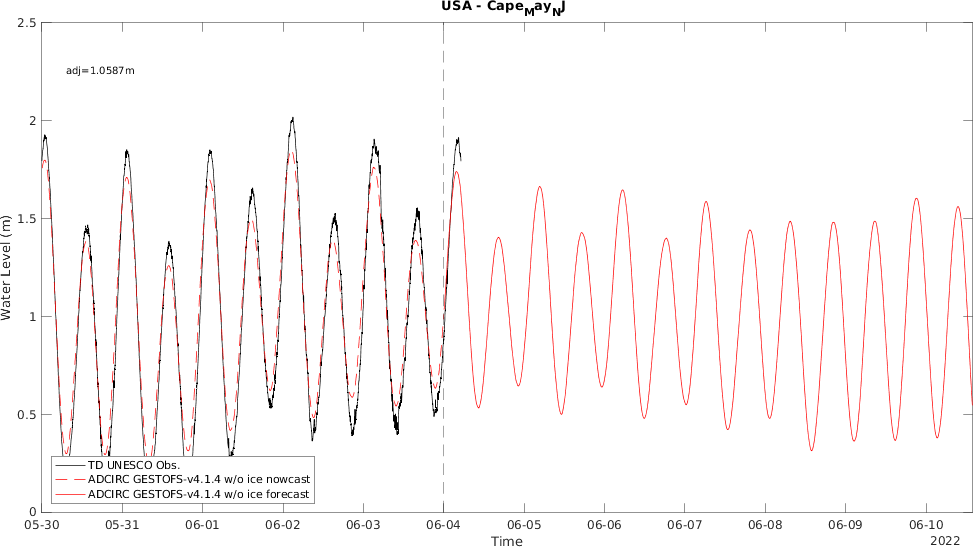 USA - CapeMayNJ
2.5
adj=1.0587m
2
1.5
1
0.5
0
Water Level (m)
TD UNESCO Obs.
ADCIRC GESTOFS-v4.1.4 w/o ice nowcast
ADCIRC GESTOFS-v4.1.4 w/o ice forecast
05-30 05-31 06-01 06-02 06-03 06-04 06-05 06-06 06-07 06-08 06-09 06-10
Time
2022